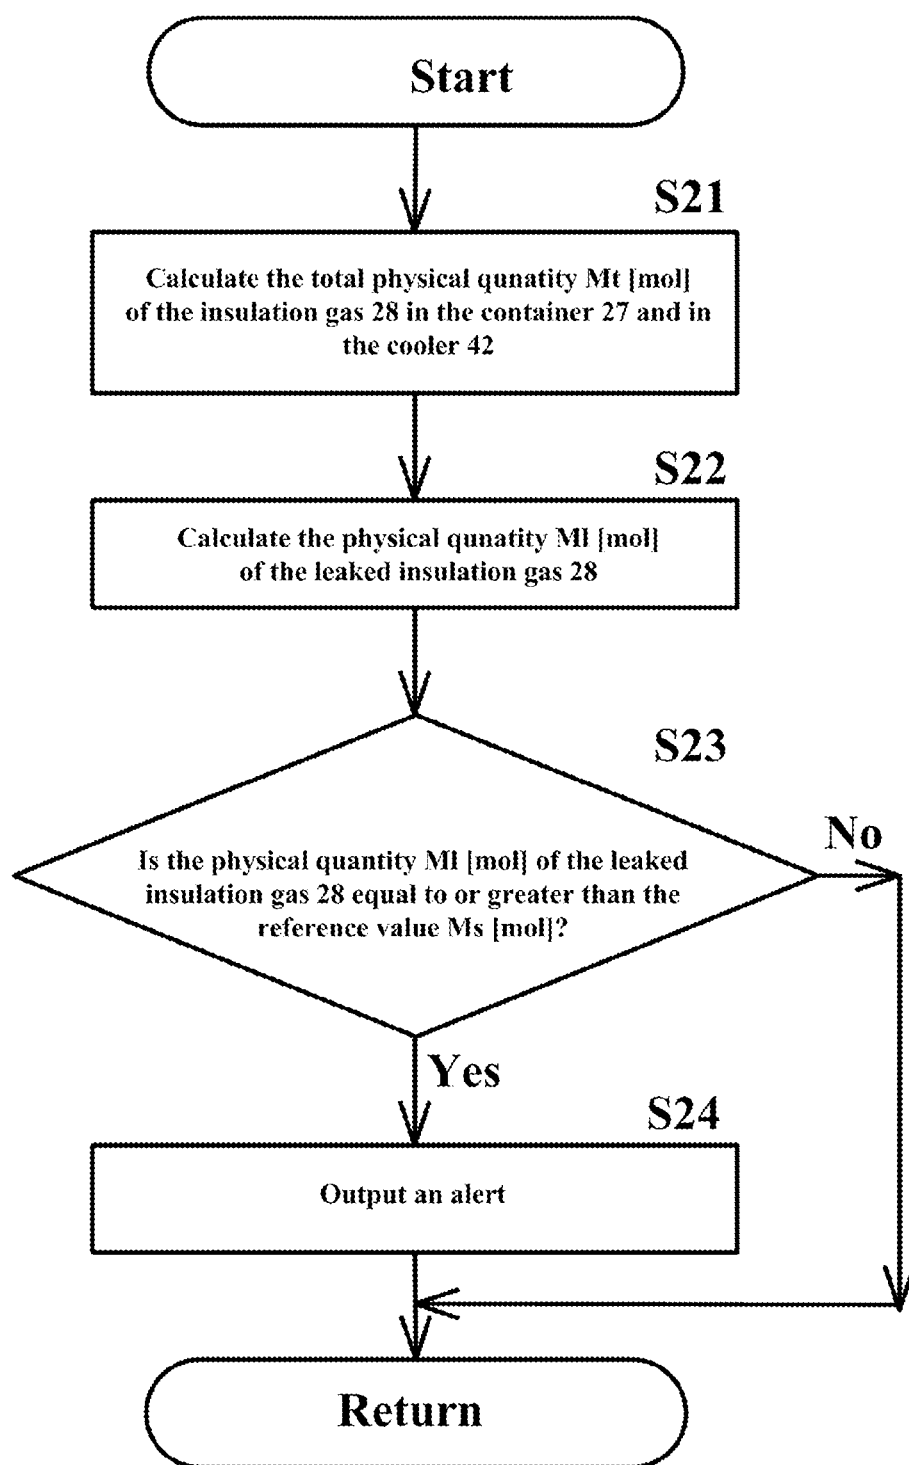 Start
S21
Calculate the total physical qunatity Mt [mol]
of the insulation gas 28 in the container 27 and in
the cooler 42
S22
Calculate the physical qunatity Ml [mol]
of the leaked insulation gas 28
S23
No
Is the physical quantity Ml [mol] of the leaked
insulation gas 28 equal to or greater than the
reference value Ms [mol]?
Yes
S24
Output an alert
Return